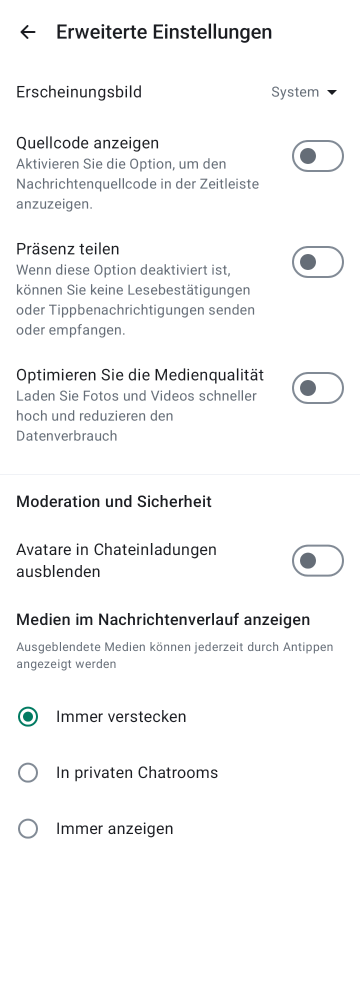 Erweiterte Einstellungen
Erscheinungsbild
System
Quellcode anzeigen
Aktivieren Sie die Option, um den
Nachrichtenquellcode in der Zeitleiste
anzuzeigen.
Präsenz teilen
Wenn diese Option deaktiviert ist,
können Sie keine Lesebestätigungen
oder Tippbenachrichtigungen senden
oder empfangen.
Optimieren Sie die Medienqualität
Laden Sie Fotos und Videos schneller
hoch und reduzieren den
Datenverbrauch
Moderation und Sicherheit
Avatare in Chateinladungen
ausblenden
Medien im Nachrichtenverlauf anzeigen
Ausgeblendete Medien können jederzeit durch Antippen
angezeigt werden
Immer verstecken
In privaten Chatrooms
Immer anzeigen